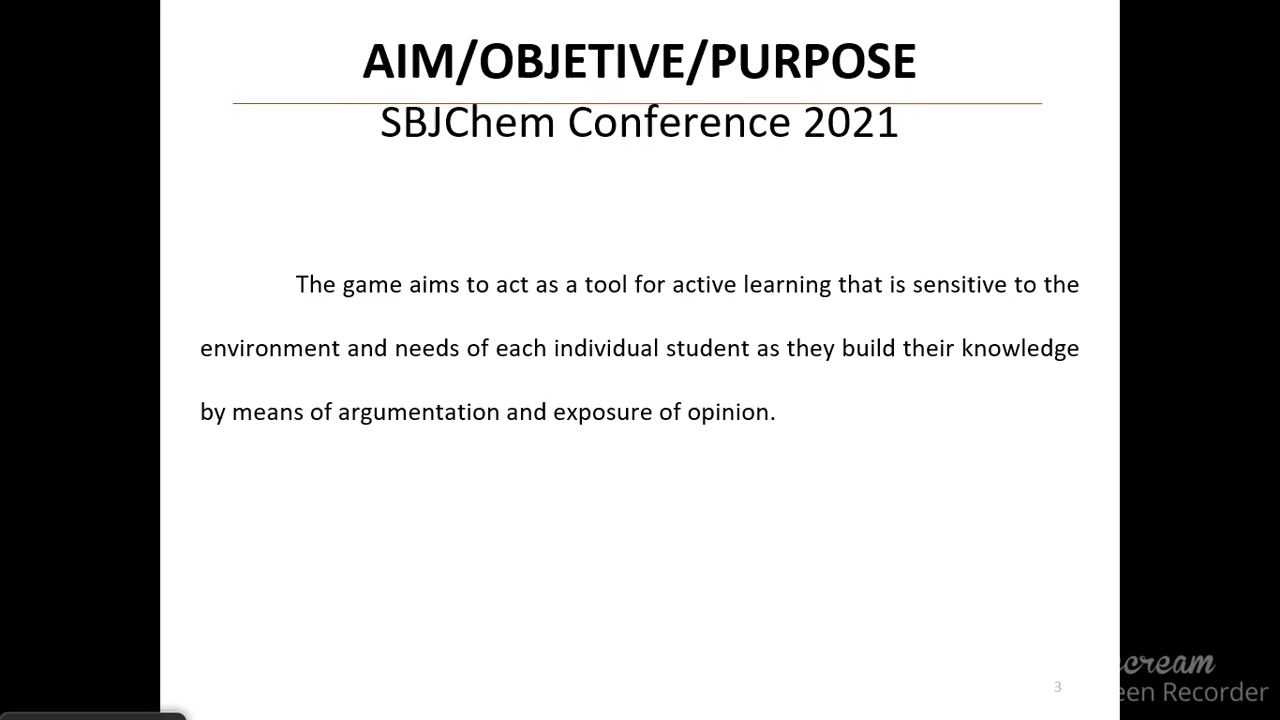 AIM/OBJETIVE/PURPOSE
SBJChem Conference 2021
The game aims to act as a tool for active learning that is sensitive to the
environment and needs of each individual student as they build their knowledge
by means of argumentation and exposure of opinion.
3
cream
een Recorder